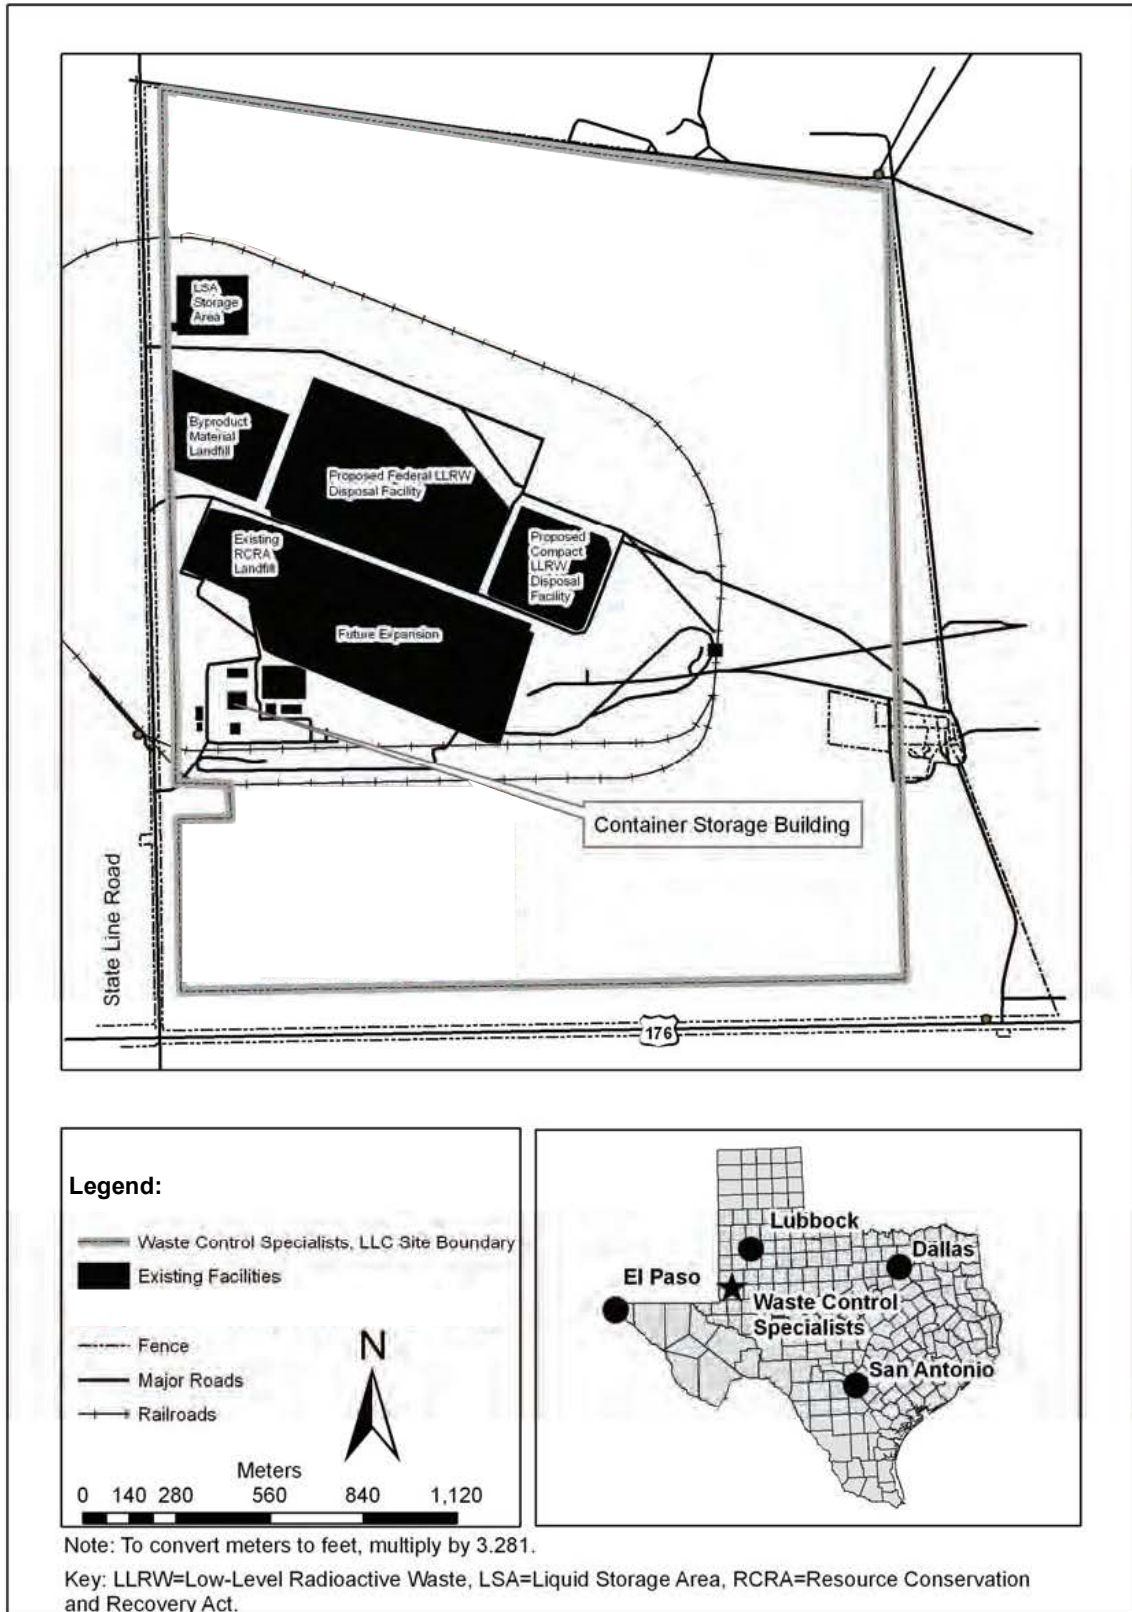 LSA
Storage
Area
Byproduct
Material
Landfill
Proposed Federal LLRW
Disposal Facility
Existing
RCRA
Landfill
Proposed
Compact
LLRW
Disposal
Facility
Future Expansion
Container Storage Building
State Line Road
176
Legend:
Waste Control Specialists, LLC Site Boundary
Existing Facilities
Fence
Major Roads
Railroads
N
Meters
0 140 280 560 840 1,120
Lubbock
Dallas
El Paso
Waste Control
Specialists
San Antonio
Note: To convert meters to feet, multiply by 3.281.
Key: LLRW=Low-Level Radioactive Waste, LSA=Liquid Storage Area, RCRA=Resource Conservation
and Recovery Act.